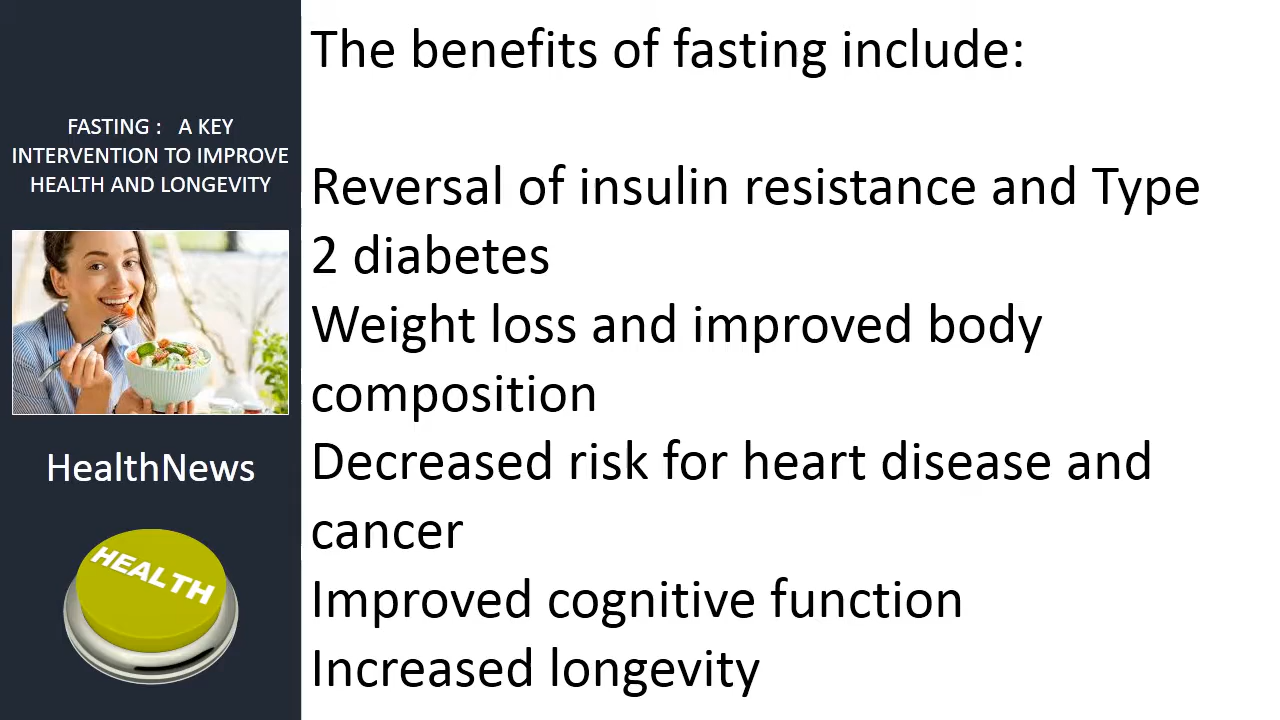 FASTING : A KEY
INTERVENTION TO IMPROVE
HEALTH AND LONGEVITY
HealthNews
HEALTH
The benefits of fasting include:
Reversal of insulin resistance and Type
2 diabetes
Weight loss and improved body
composition
Decreased risk for heart disease and
cancer
Improved cognitive function
Increased longevity